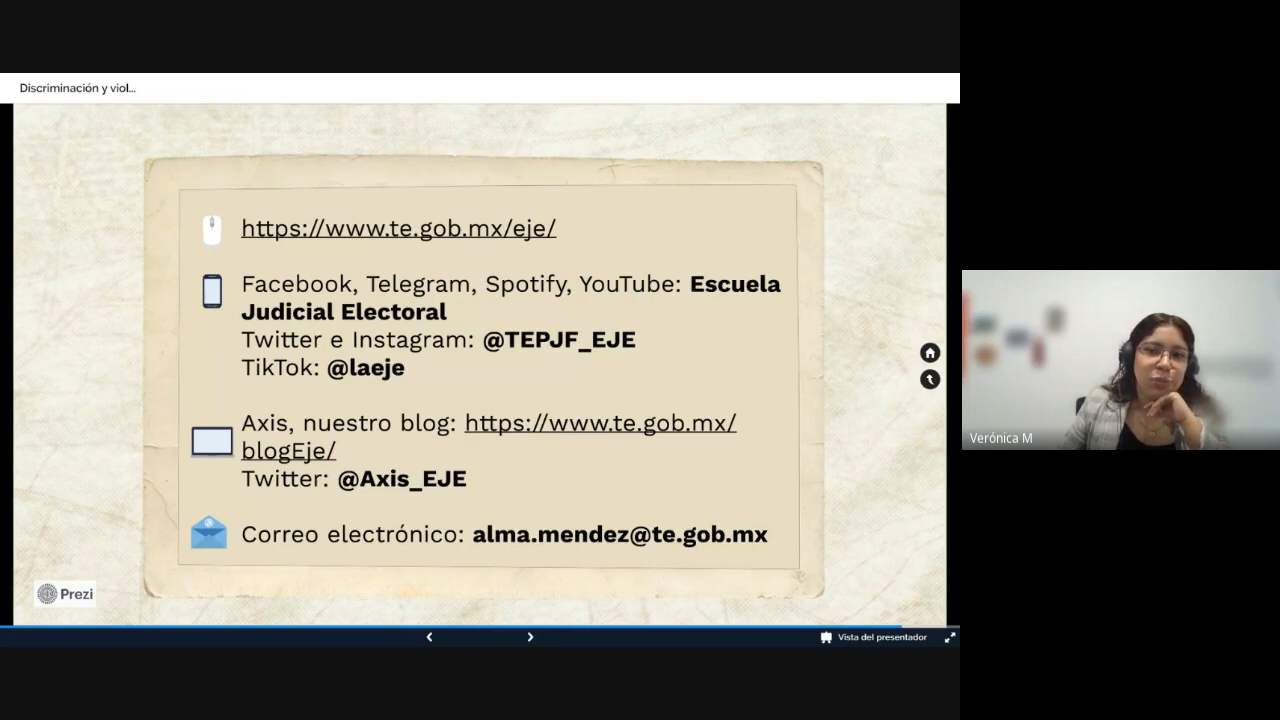 Discriminación y viol...
https://www.te.gob.mx/eje/
Facebook, Telegram, Spotify, YouTube: Escuela
Judicial Electoral
Twitter e Instagram: @TEPJF_EJE
TikTok: @laeje
Axis, nuestro blog: https://www.te.gob.mx/
blogEje/
Twitter: @Axis_EJE
Correo electrónico: alma.mendez@te.gob.mx
Prezi
Vista del presentador
Verónica M